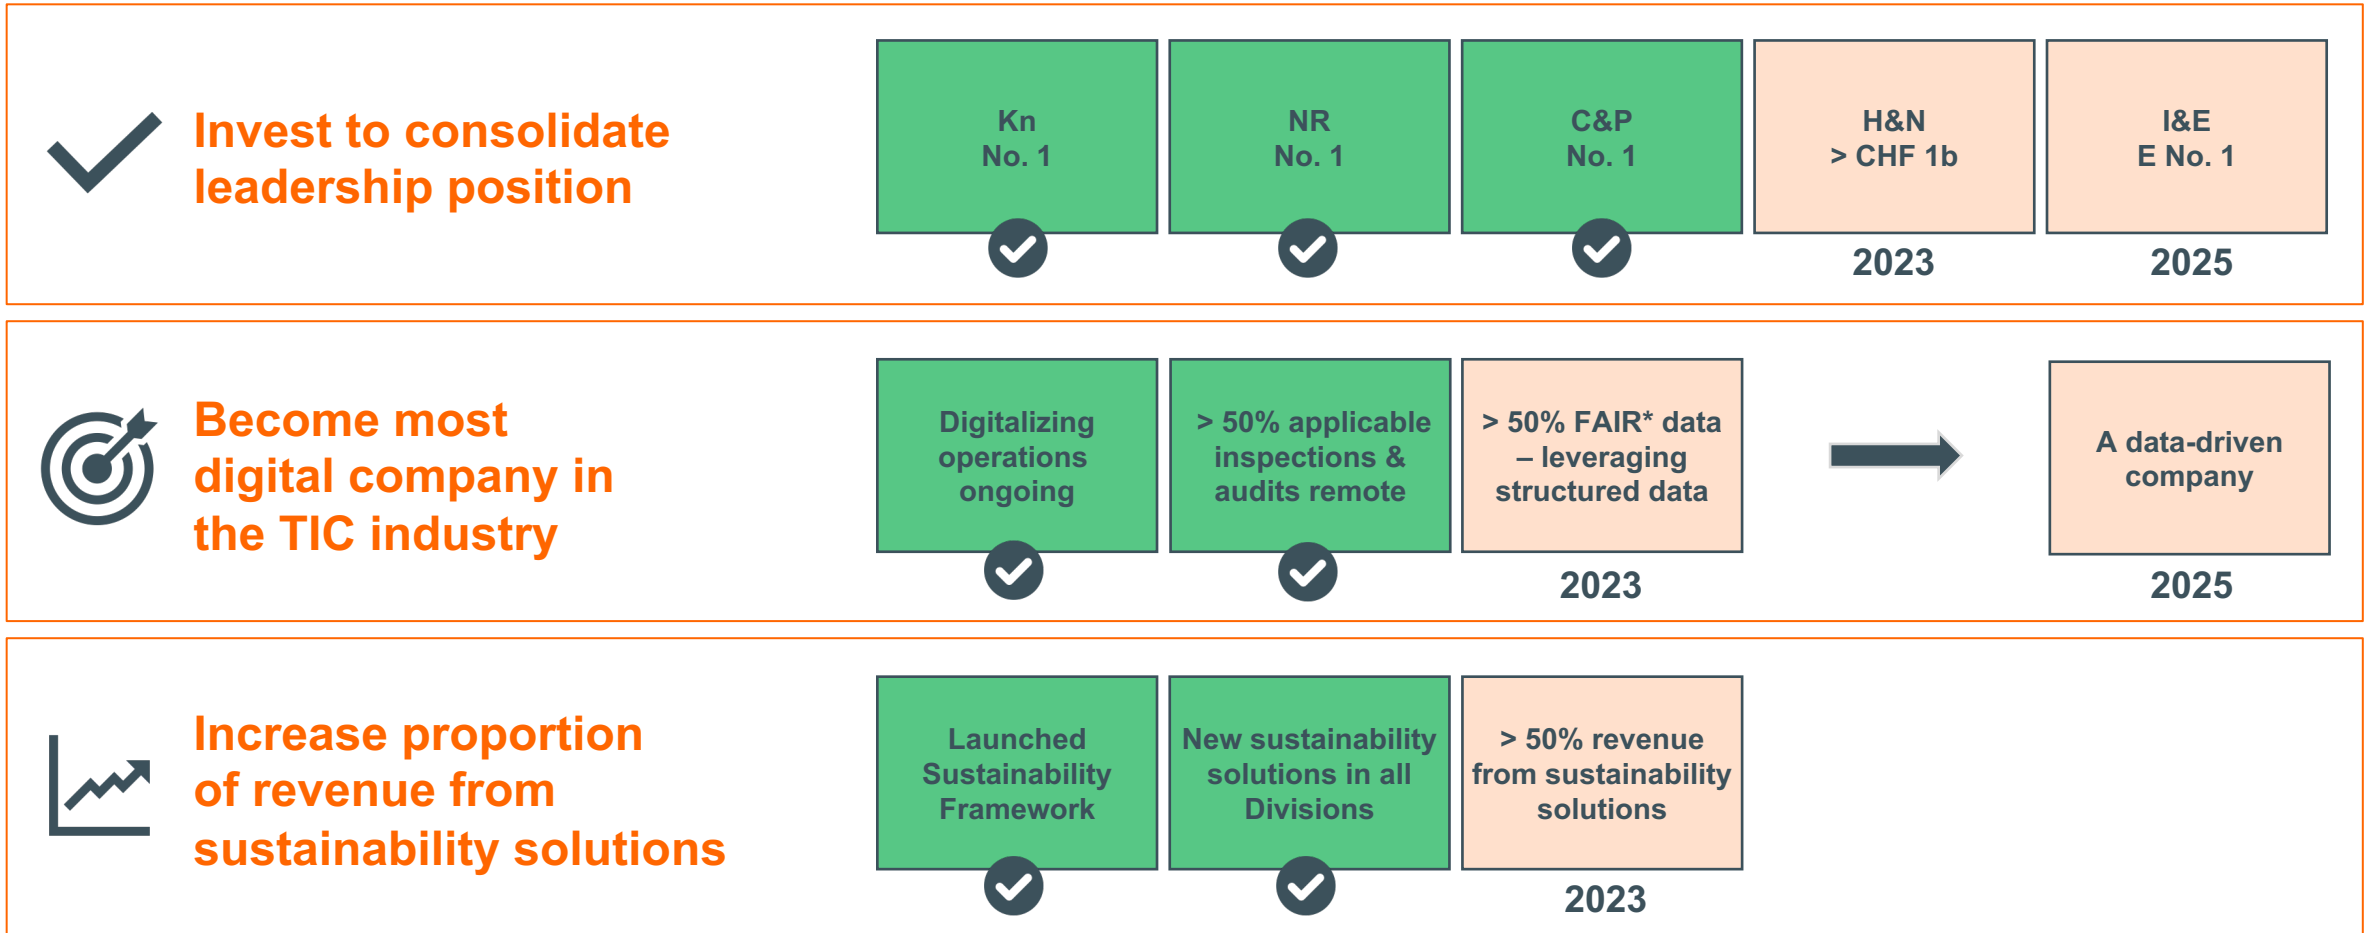 Invest to consolidate
leadership position
Kn
No. 1
NR
No. 1
C&P
No. 1
H&N
> CHF 1b
2023
I&E
E No. 1
2025
Become most
digital company in
the TIC industry
Digitalizing
operations
ongoing
> 50% applicable
inspections &
audits remote
> 50% FAIR* data
– leveraging
structured data
2023
A data-driven
company
2025
Increase proportion
of revenue from
sustainability solutions
Launched
Sustainability
Framework
New sustainability
solutions in all
Divisions
> 50% revenue
from sustainability
solutions
2023